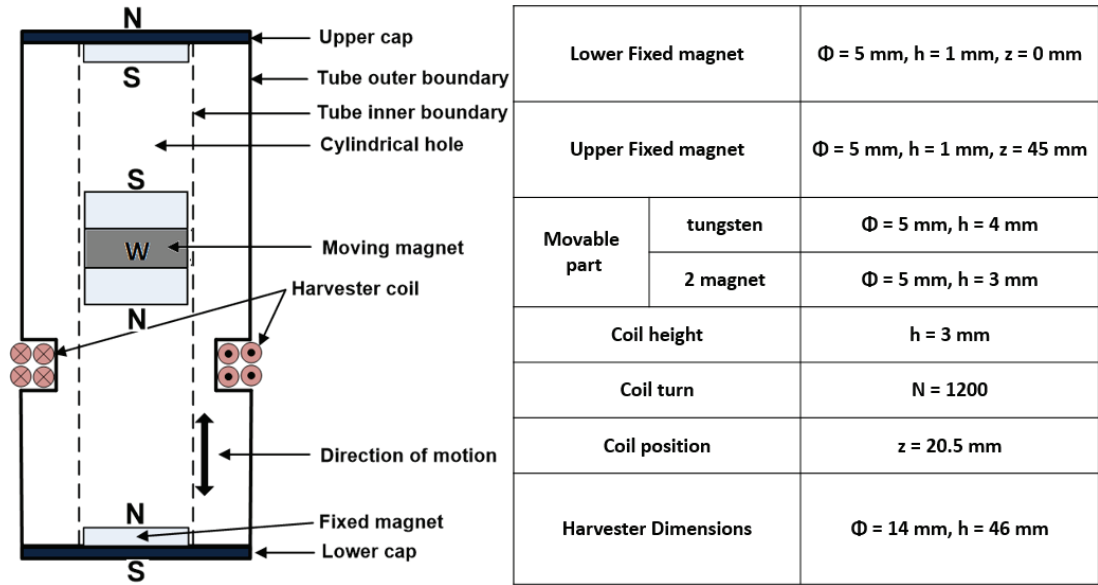 N
Upper cap
S
Tube outer boundary
Tube inner boundary
Cylindrical hole
S
W
Moving magnet
Harvester coil
N
Direction of motion
N
Fixed magnet
Lower cap
S
Lower Fixed magnet
Φ = 5 mm, h = 1 mm, z = 0 mm
Upper Fixed magnet
Φ = 5 mm, h = 1 mm, z = 45 mm
Movable
part
tungsten
Φ = 5 mm, h = 4 mm
2 magnet
Φ = 5 mm, h = 3 mm
Coil height
h = 3 mm
Coil turn
N = 1200
Coil position
z = 20.5 mm
Harvester Dimensions
Φ = 14 mm, h = 46 mm